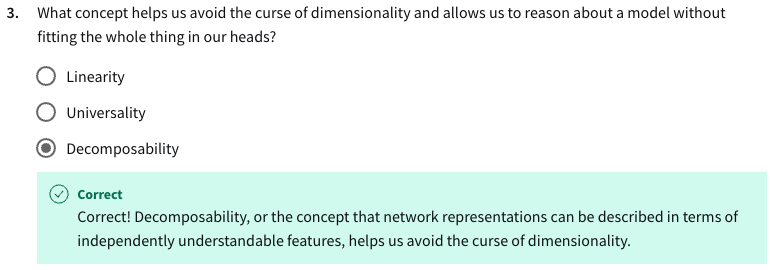 3. What concept helps us avoid the curse of dimensionality and allows us to reason about a model without
fitting the whole thing in our heads?
Linearity
Universality
Decomposability
Correct
Correct! Decomposability, or the concept that network representations can be described in terms of
independently understandable features, helps us avoid the curse of dimensionality.